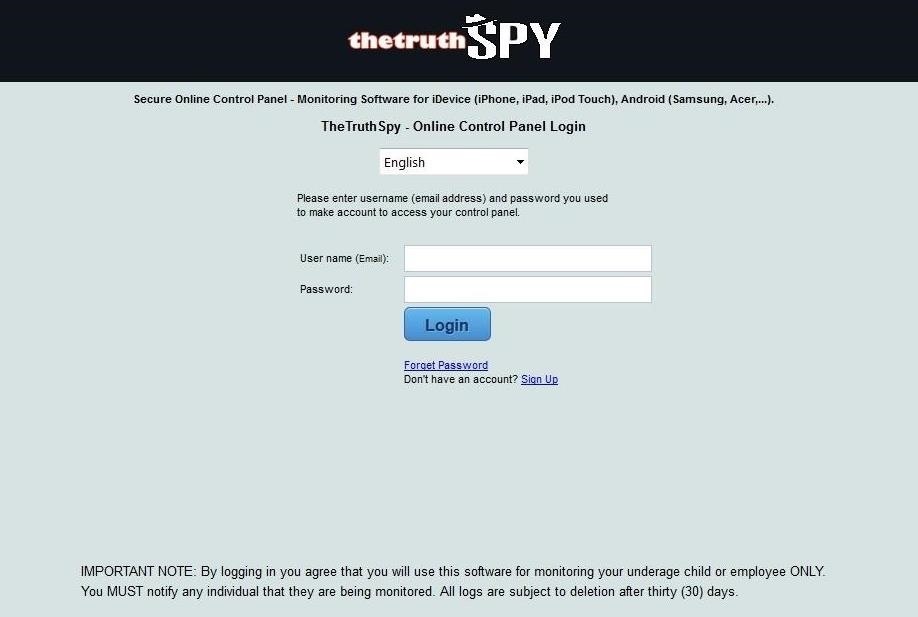 thetruthSPY
Secure Online Control Panel - Monitoring Software for iDevice (iPhone, iPad, iPod Touch), Android (Samsung, Acer,...).
TheTruthSpy - Online Control Panel Login
English
Please enter username (email address) and password you used
to make account to access your control panel.
User name (Email):
Password:
Login
Forget Password
Don't have an account? Sign Up
IMPORTANT NOTE: By logging in you agree that you will use this software for monitoring your underage child or employee ONLY.
You MUST notify any individual that they are being monitored. All logs are subject to deletion after thirty (30) days.